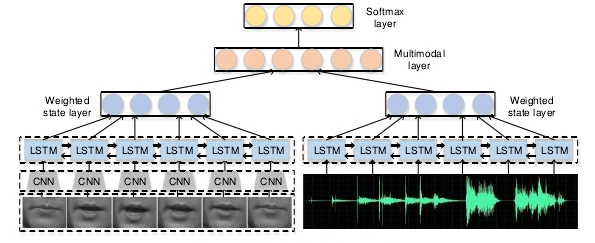 Softmax
layer
Multimodal
layer
Weighted
state layer
Weighted
state layer
LSTM LSTM LSTM LSTM LSTM LSTM
LSTM LSTM LSTM LSTM LSTM LSTM
CNN CNN CNN CNN CNN CNN